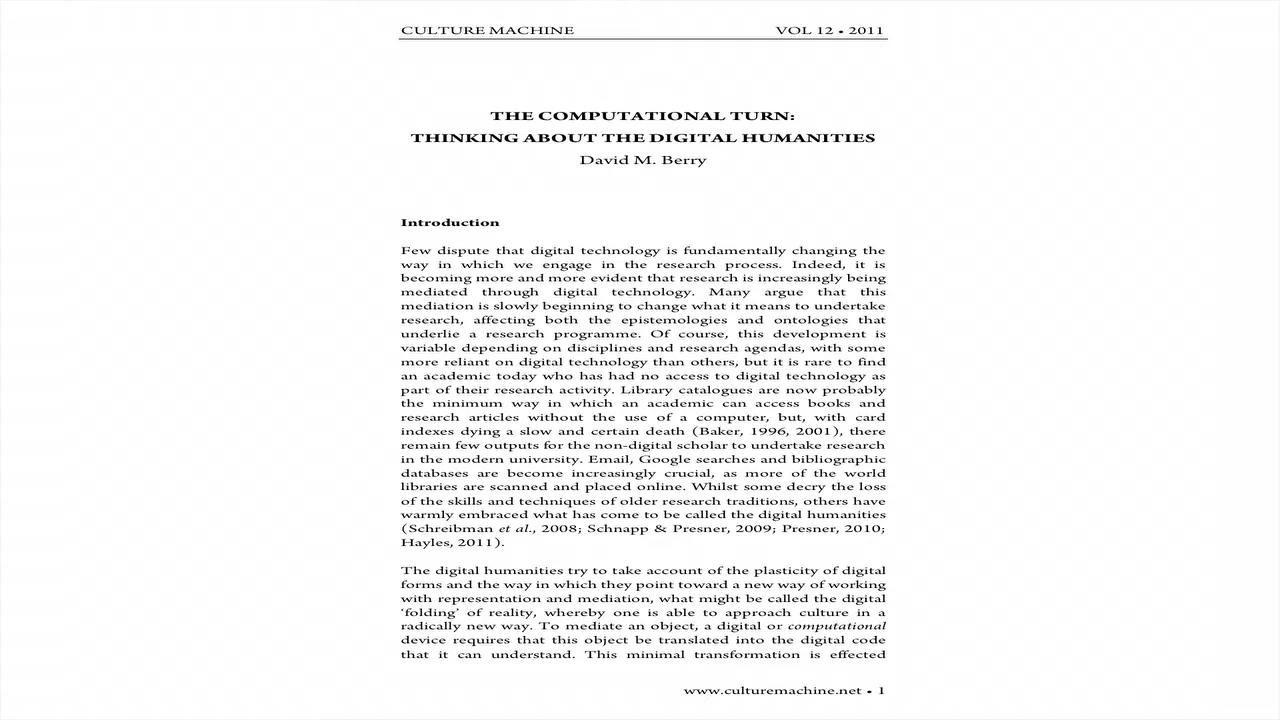 CULTURE MACHINE VOL 12 • 2011
THE COMPUTATIONAL TURN:
THINKING ABOUT THE DIGITAL HUMANITIES
David M. Berry
Introduction
Few dispute that digital technology is fundamentally changing the
way in which we engage in the research process. Indeed, it is
becoming more and more evident that research is increasingly being
mediated through digital technology. Many argue that this
mediation is slowly beginning to change what it means to undertake
research, affecting both the epistemologies and ontologies that
underlie a research programme. Of course, this development is
variable depending on disciplines and research agendas, with some
more reliant on digital technology than others, but it is rare to find
an academic today who has had no access to digital technology as
part of their research activity. Library catalogues are now probably
the minimum way in which an academic can access books and
research articles without the use of a computer, but, with card
indexes dying a slow and certain death (Baker, 1996, 2001), there
remain few outputs for the non-digital scholar to undertake research
in the modern university. Email, Google searches and bibliographic
databases are become increasingly crucial, as more of the world
libraries are scanned and placed online. Whilst some decry the loss
of the skills and techniques of older research traditions, others have
warmly embraced what has come to be called the digital humanities
(Schreibman et al., 2008; Schnapp & Presner, 2009; Presner, 2010;
Hayles, 2011).
The digital humanities try to take account of the plasticity of digital
forms and the way in which they point toward a new way of working
with representation and mediation, what might be called the digital
‘folding’ of reality, whereby one is able to approach culture in a
radically new way. To mediate an object, a digital or computational
device requires that this object be translated into the digital code
that it can understand. This minimal transformation is effected
www.culturemachine.net • 1